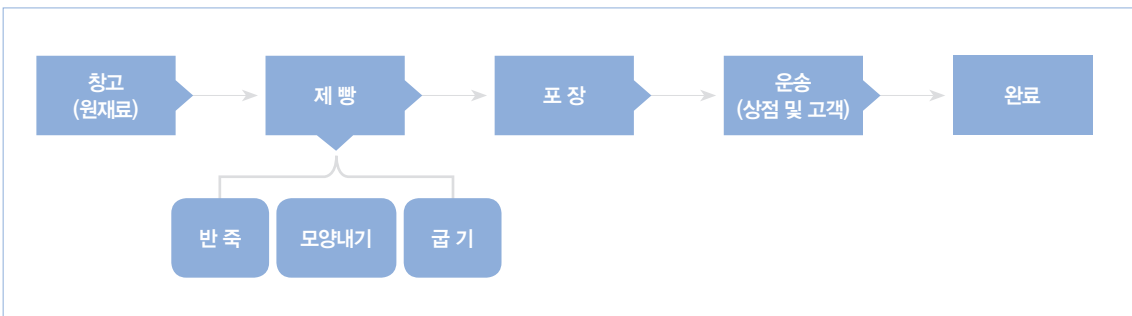 창고
(원재료)
제 빵
포 장
운송
(상점 및 고객)
완료
반 죽
모양내기
굽 기